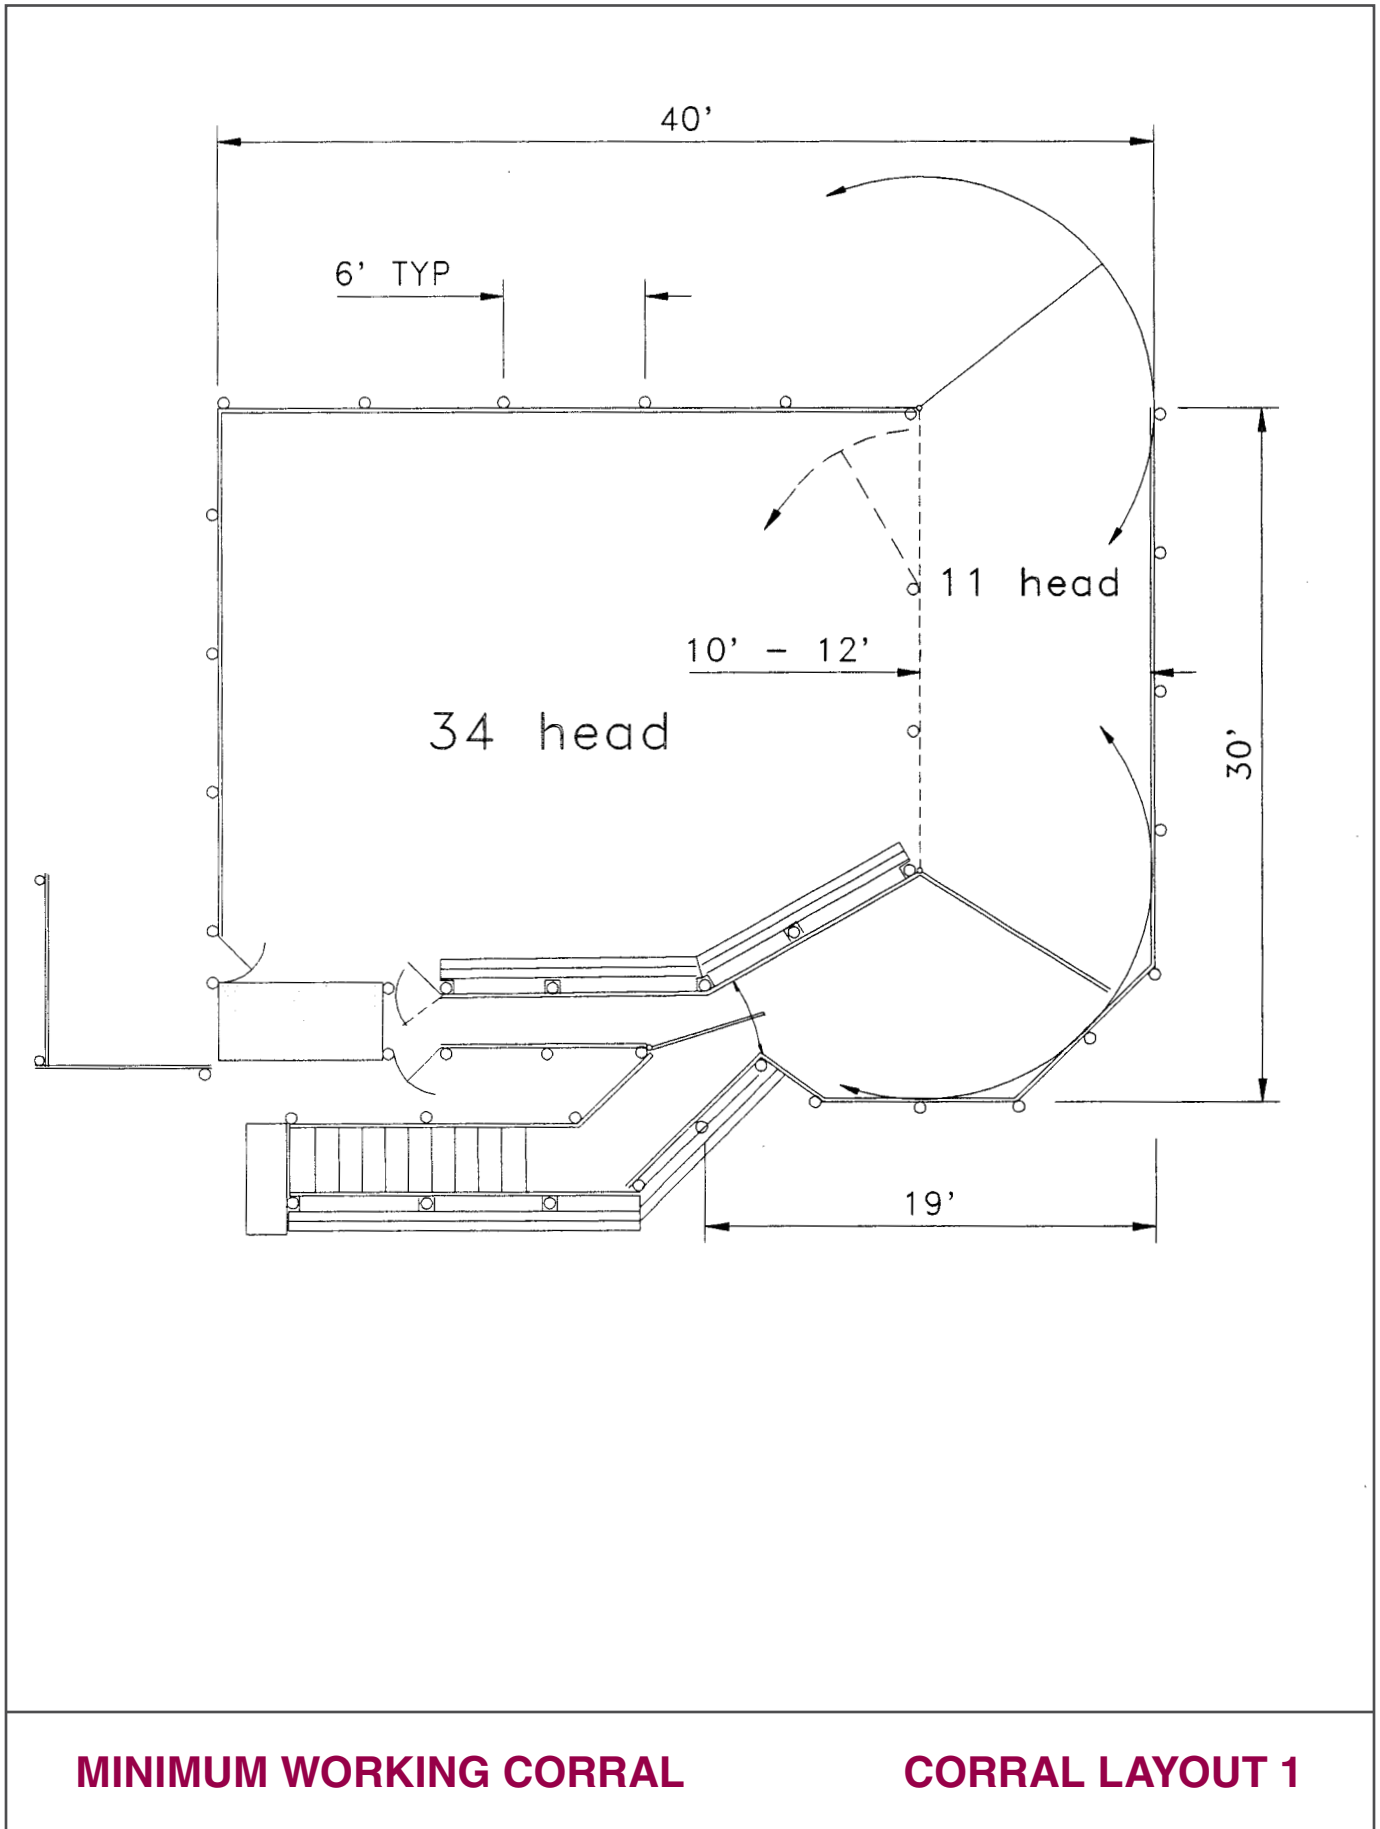 40'
6' TYP
11 head
10' - 12'
34 head
30'
19'
MINIMUM WORKING CORRAL
CORRAL LAYOUT 1